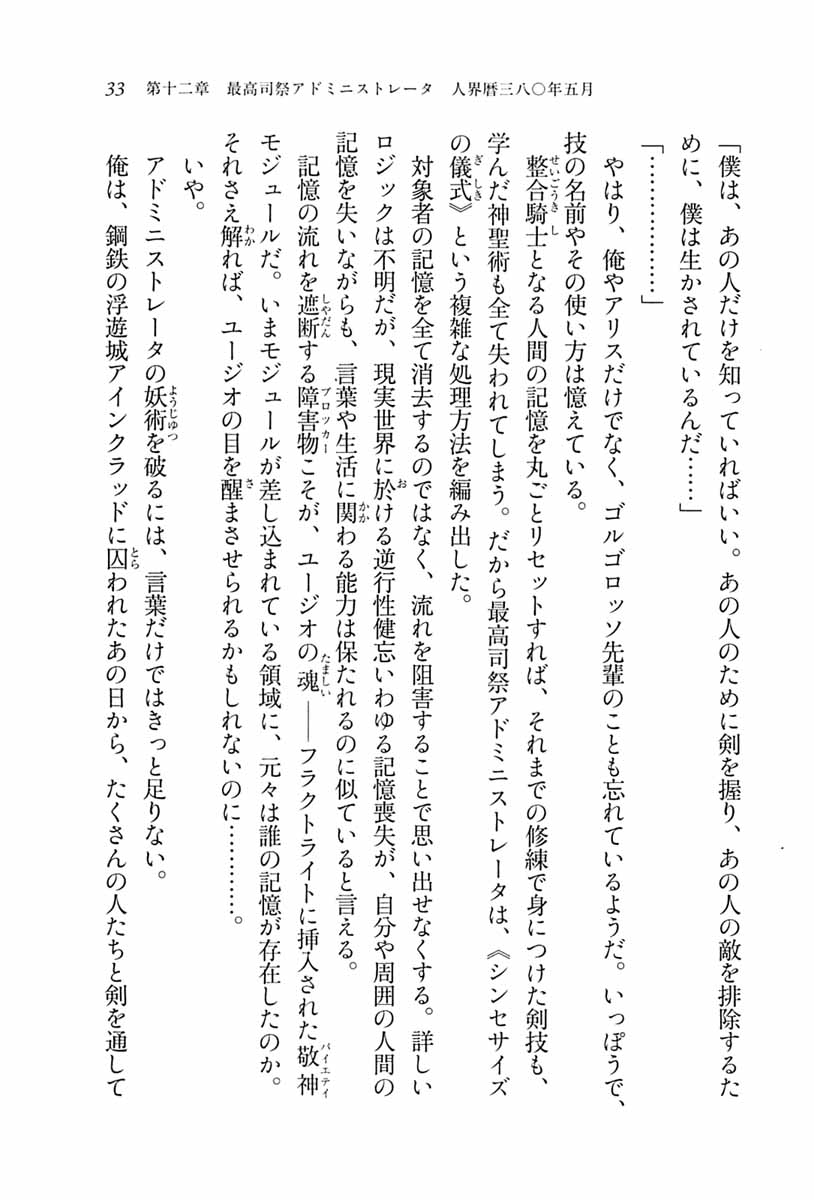 33　第十二章　最高司祭アドミニストレータ　人界暦三八〇年五月
「僕は、あの人だけを知っていればいい。あの人のために剣を握り、あの人の敵を排除するた
めに、僕は生かされているんだ……」
「………………」
やはり、俺やアリスだけでなく、ゴルゴロッソ先輩のことも忘れているようだ。いっぽうで、
技の名前やその使い方は憶えている。
整合騎士となる人間の記憶を丸ごとリセットすれば、それまでの修練で身につけた剣技も、
学んだ神聖術も全て失われてしまう。だから最高司祭アドミニストレータは、《シンセサイズ
の儀式》という複雑な処理方法を編み出した。
対象者の記憶を全て消去するのではなく、流れを阻害することで思い出せなくする。詳しい
ロジックは不明だが、現実世界に於ける逆行性健忘いわゆる記憶喪失が、自分や周囲の人間の
記憶を失いながらも、言葉や生活に関わる能力は保たれるのに似ていると言える。
記憶の流れを遮断する障害物こそが、ユージオの魂――フラクトライトに挿入された敬神
モジュールだ。いまモジュールが差し込まれている領域に、元々は誰の記憶が存在したのか。
それさえ解れば、ユージオの目を醒まさせられるかもしれないのに…………。
いや。
アドミニストレータの妖術を破るには、言葉だけではきっと足りない。
俺は、鋼鉄の浮遊城アインクラッドに囚われたあの日から、たくさんの人たちと剣を通して